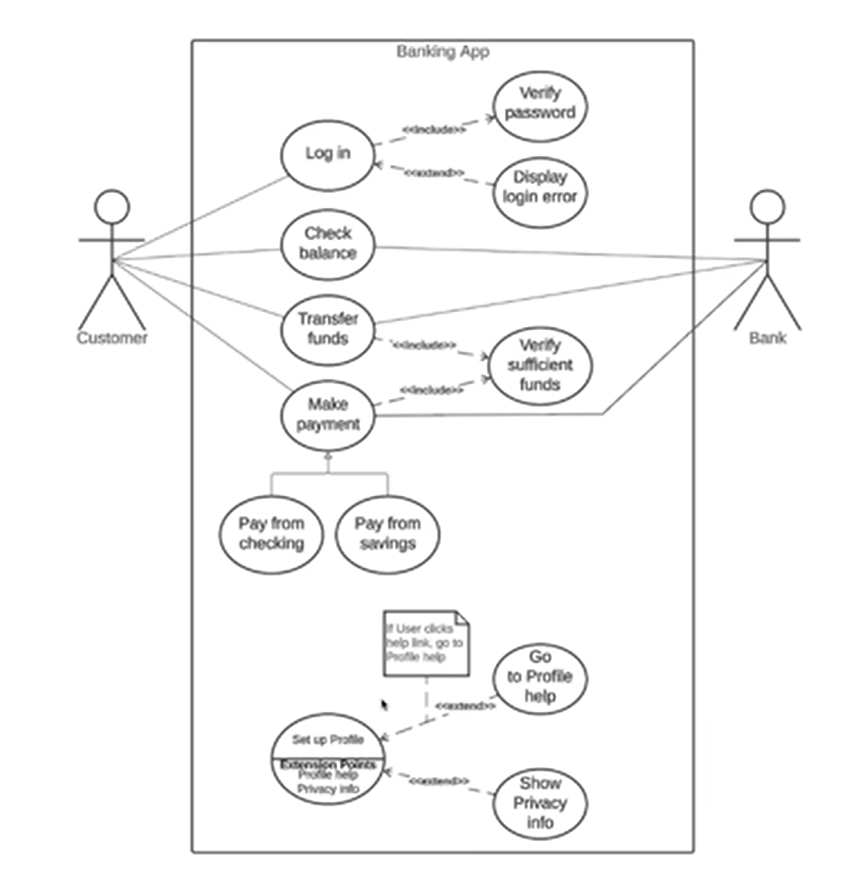 Banking App
Verify
password
<<include>>
Log in
<<extend>>
Display
login error
Check
balance
Transfer
funds
<<include>>
Verify
sufficient
funds
Customer
Bank
<<include>>
Make
payment
Pay from
checking
Pay from
savings
If User clicks
help link, go to
Profile help
Go
to Profile
help
<<extend>>
Set up Profile
Extension Points
Profile help
Privacy info
<<extend>>
Show
Privacy
info